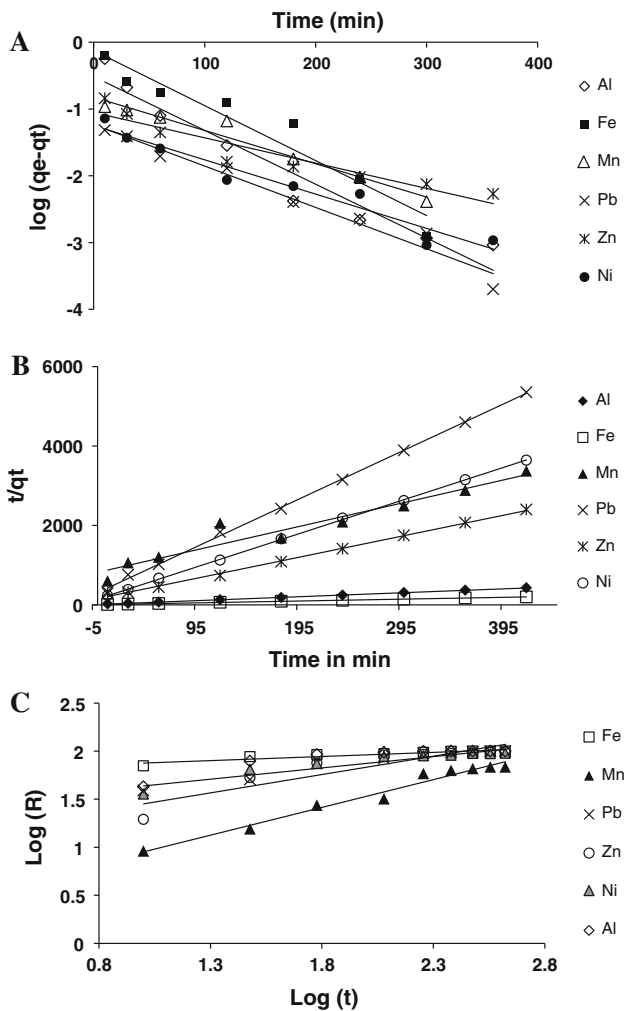 A
Time (min)
0 100 200 300 400
0
-1
-2
-3
-4
log (qe-qt)
Al
Fe
Mn
Pb
Zn
Ni
B
6000
4000
2000
0
t/qt
-5 95 195 295 395
Time in min
Al
Fe
Mn
Pb
Zn
Ni
C
2.5
2
1.5
1
0.5
0
Log (R)
0.8 1.3 1.8 2.3 2.8
Log (t)
Fe
Mn
Pb
Zn
Ni
Al